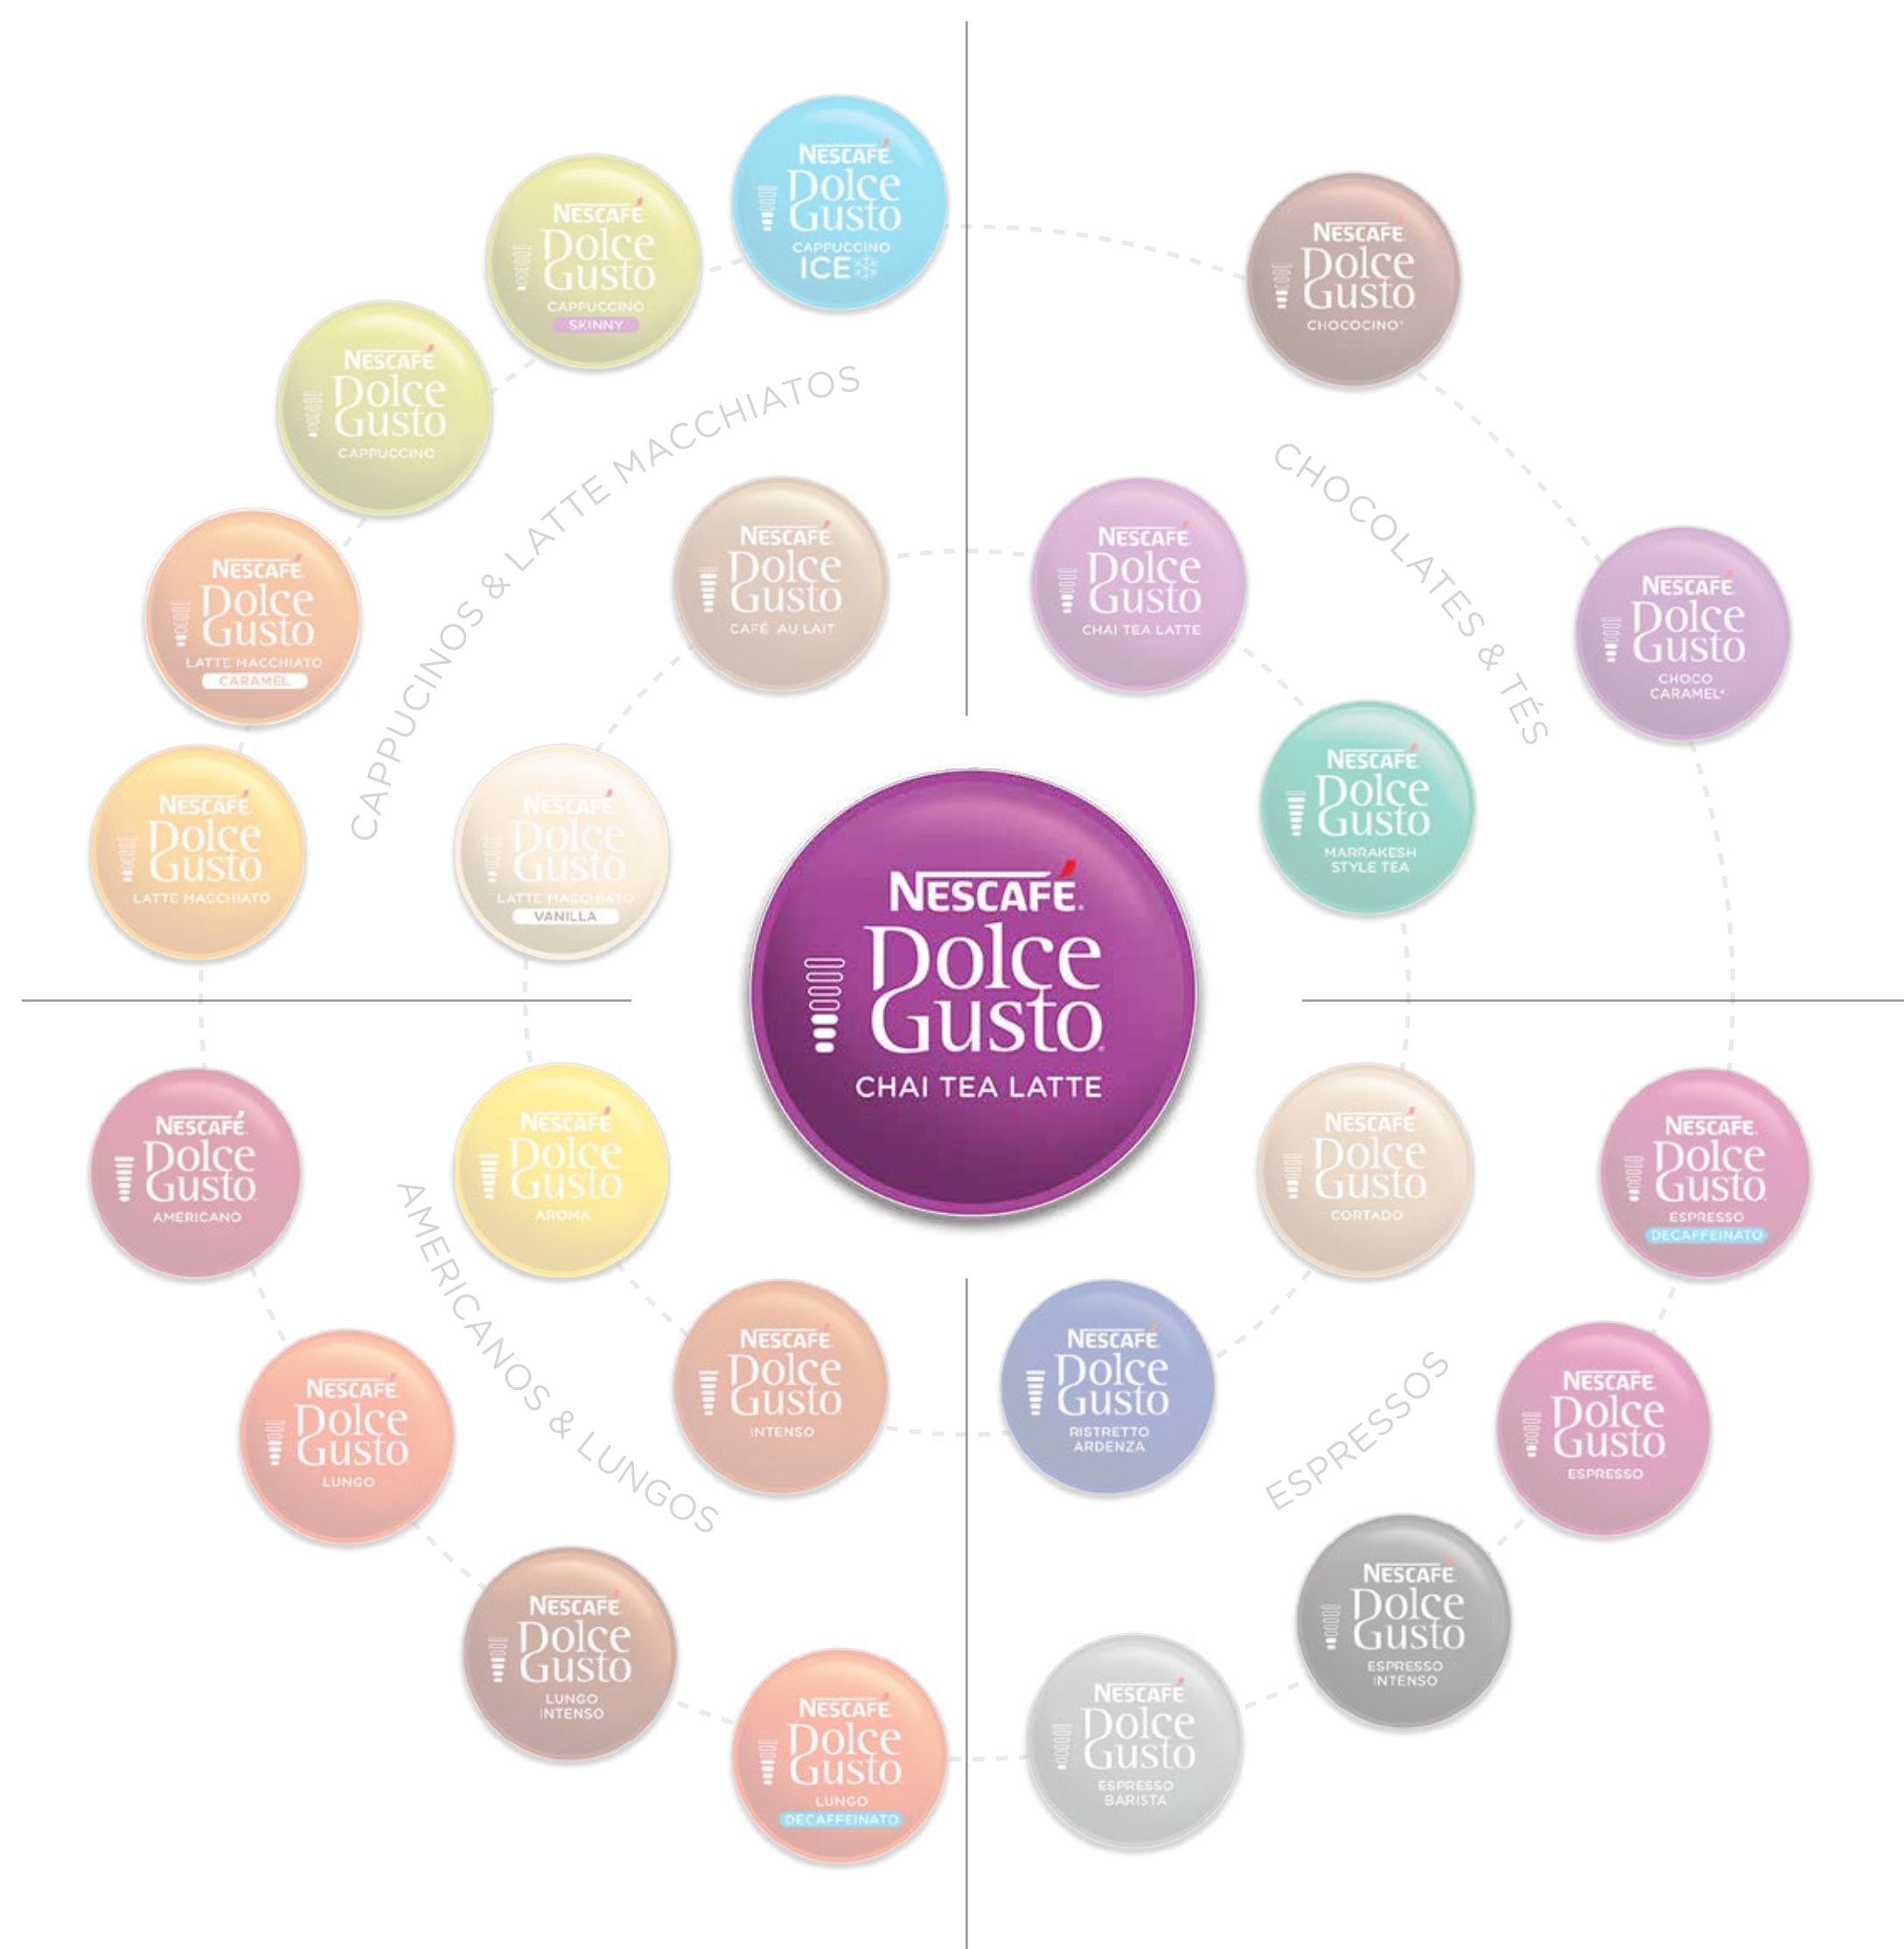 NESCAFÉ
Dolce
Gusto
CAPPUCCINO
ICE
NESCAFÉ
Dolce
Gusto
CAPPUCCINO
SKINNY
NESCAFÉ
Dolce
Gusto
CAPPUCCINO
NESCAFÉ
Dolce
Gusto
LATTE MACCHIATO
CARAMEL
NESCAFÉ
Dolce
Gusto
LATTE MACCHIATO
CAPPUCINOS & LATTE MACCHIATOS
NESCAFÉ
Dolce
Gusto
CAFÉ AU LAIT
NESCAFÉ
Dolce
Gusto
LATTE MACCHIATO
VANILLA
NESCAFÉ
Dolce
Gusto
CHOCOCINO®
NESCAFÉ
Dolce
Gusto
CHOCO
CARAMEL®
CHOCOLATES & TÉS
NESCAFÉ
Dolce
Gusto
CHAI TEA LATTE
NESCAFÉ
Dolce
Gusto
MARRAKESH
STYLE TEA
NESCAFÉ®
Dolce
Gusto®
CHAI TEA LATTE
NESCAFÉ
Dolce
Gusto
AMERICANO
NESCAFÉ
Dolce
Gusto
AROMA
AMERICANOS & LUNGOS
NESCAFÉ
Dolce
Gusto
INTENSO
NESCAFÉ
Dolce
Gusto
LUNGO
NESCAFÉ
Dolce
Gusto
LUNGO
INTENSO
NESCAFÉ
Dolce
Gusto
LUNGO
DECAFFEINATO
NESCAFÉ
Dolce
Gusto
CORTADO
NESCAFÉ
Dolce
Gusto
ESPRESSO
DECAFFEINATO
NESCAFÉ
Dolce
Gusto
RISTRETTO
ARDENZA
ESPRESSOS
NESCAFÉ
Dolce
Gusto
ESPRESSO
NESCAFÉ
Dolce
Gusto
ESPRESSO
INTENSO
NESCAFÉ
Dolce
Gusto
ESPRESSO
BARISTA